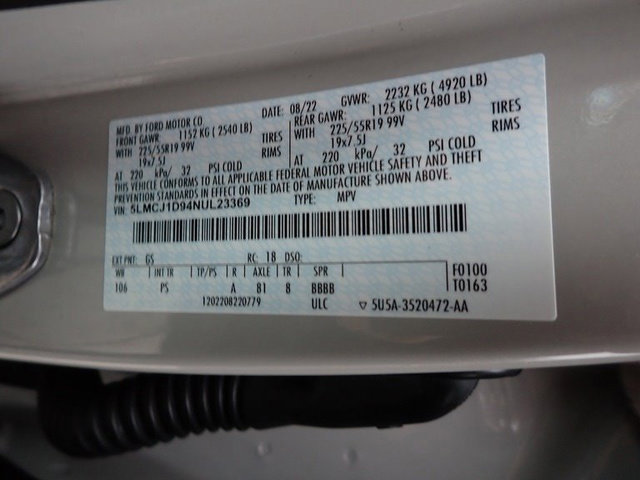 MFD. BY FORD MOTOR CO.
DATE: 08/22 GVWR: 2232 KG ( 4920 LB)
FRONT GAWR: 1152 KG ( 2540 LB) REAR GAWR: 1125 KG ( 2480 LB)
WITH 225/55R19 99V TIRES WITH 225/55R19 99V TIRES
19x7.5J RIMS 19x7.5J RIMS
AT 220 kPa/ 32 PSI COLD AT 220 kPa/ 32 PSI COLD
THIS VEHICLE CONFORMS TO ALL APPLICABLE FEDERAL MOTOR VEHICLE SAFETY AND THEFT
PREVENTION STANDARDS IN EFFECT ON THE DATE OF MANUFACTURE SHOWN ABOVE.
VIN: 5LMCJ1D94NUL23369 TYPE: MPV
EXT PNT: GS RC: 18 DSO:
WB INT TR TP/PS R AXLE TR SPR F0100
106 PS A 81 8 BBBB T0163
1202208220779 ULC ▽ 5U5A-3520472-AA